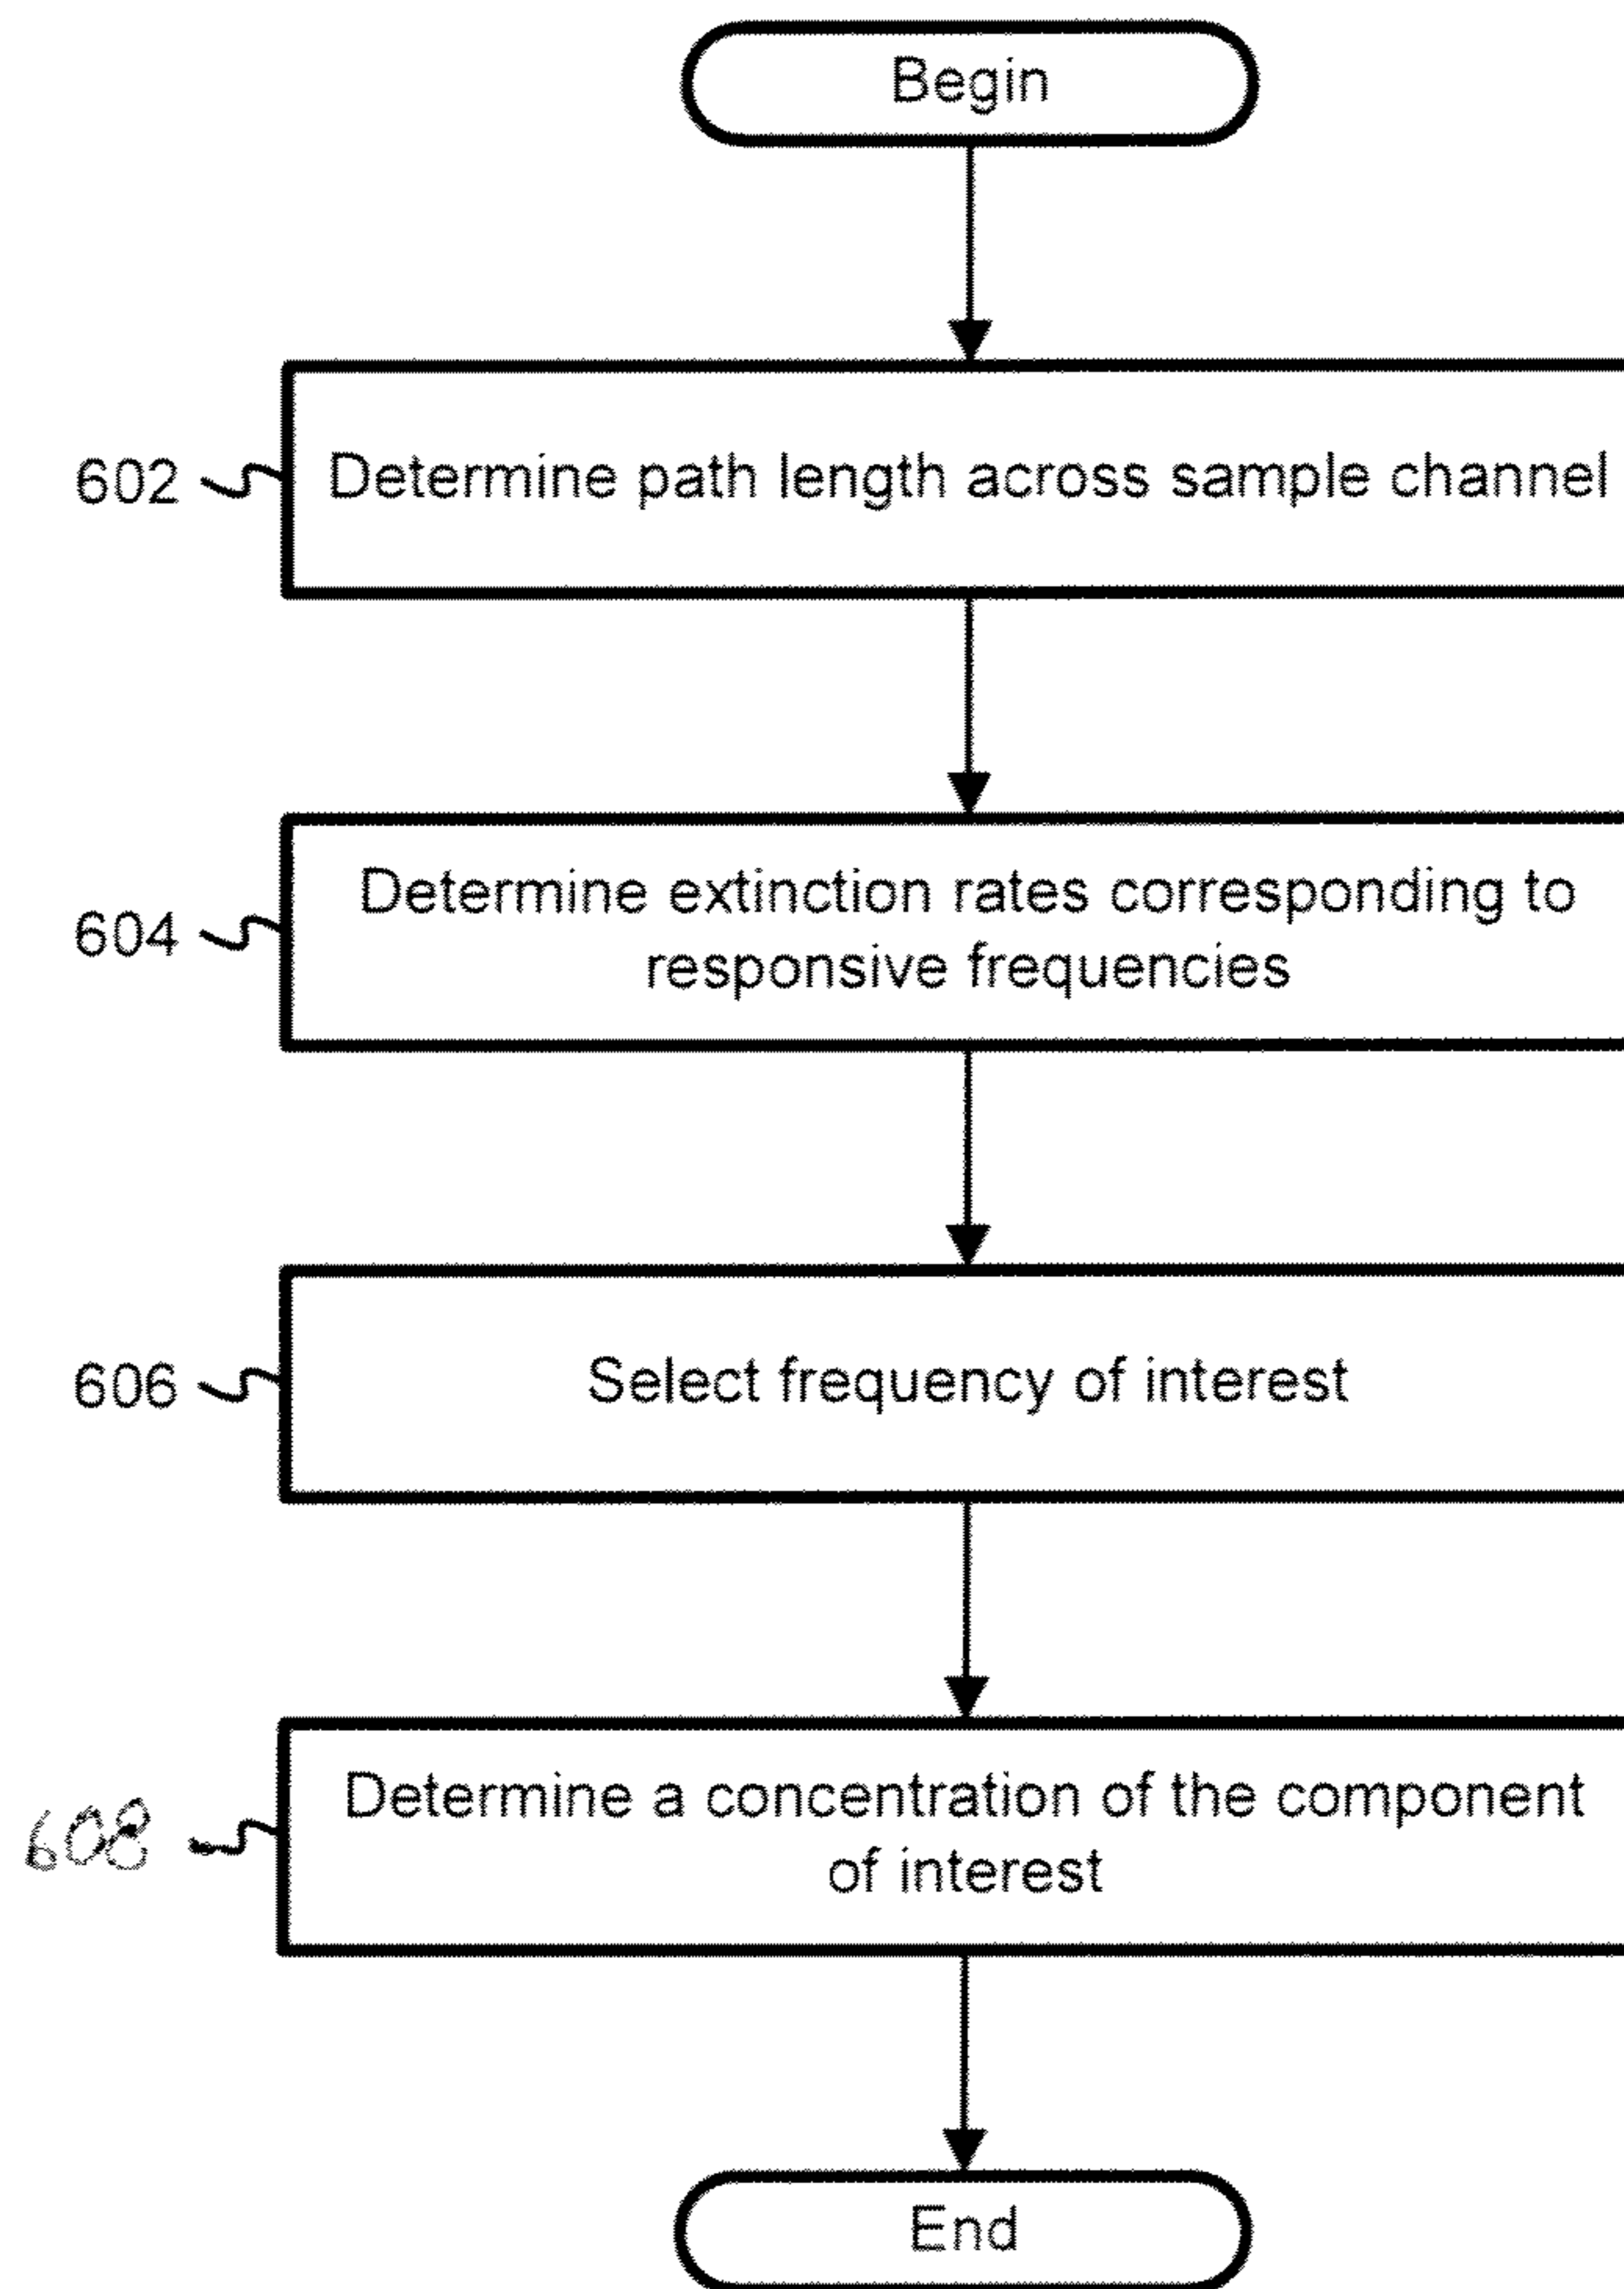 Begin
602
Determine path length across sample channel
604
Determine extinction rates corresponding to
responsive frequencies
606
Select frequency of interest
608
Determine a concentration of the component
of interest
End